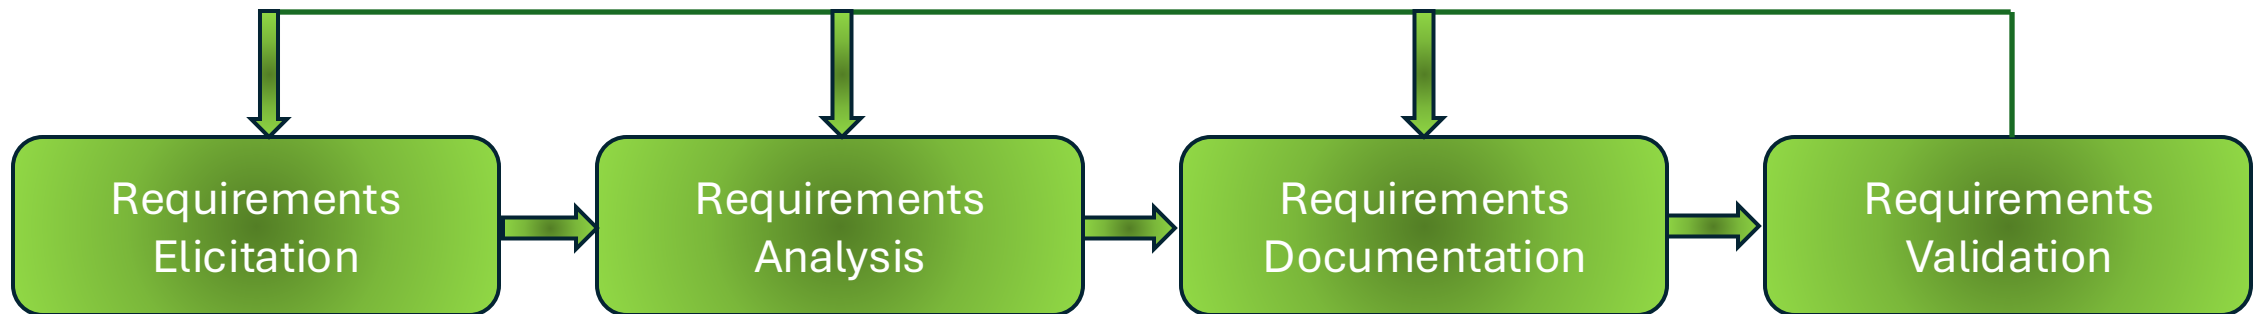 Requirements
Elicitation
Requirements
Analysis
Requirements
Documentation
Requirements
Validation